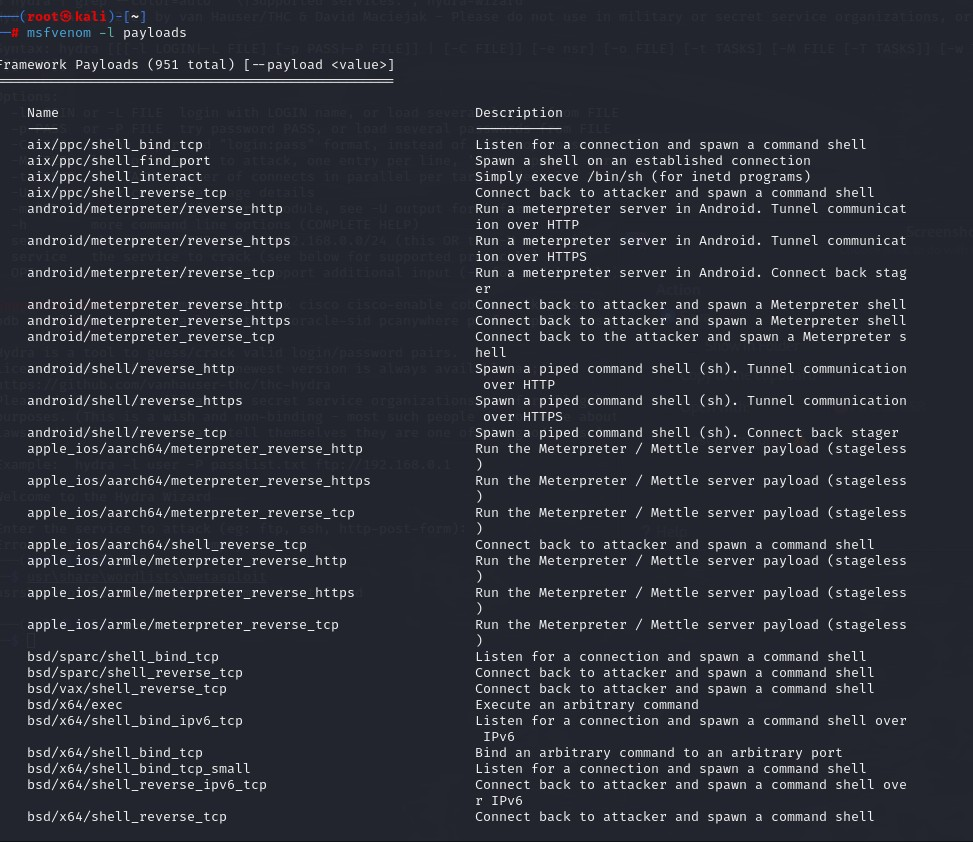 (root㉿kali)-[~]
# msfvenom -l payloads
Framework Payloads (951 total) [--payload <value>]
Name Description
aix/ppc/shell_bind_tcp Listen for a connection and spawn a command shell
aix/ppc/shell_find_port Spawn a shell on an established connection
aix/ppc/shell_interact Simply execve /bin/sh (for inetd programs)
aix/ppc/shell_reverse_tcp Connect back to attacker and spawn a command shell
android/meterpreter/reverse_http Run a meterpreter server in Android. Tunnel communicat
ion over HTTP
android/meterpreter/reverse_https Run a meterpreter server in Android. Tunnel communicat
ion over HTTPS
android/meterpreter/reverse_tcp Run a meterpreter server in Android. Connect back stag
er
android/meterpreter_reverse_http Connect back to attacker and spawn a Meterpreter shell
android/meterpreter_reverse_https Connect back to attacker and spawn a Meterpreter shell
android/meterpreter_reverse_tcp Connect back to the attacker and spawn a Meterpreter s
hell
android/shell/reverse_http Spawn a piped command shell (sh). Tunnel communication
over HTTP
android/shell/reverse_https Spawn a piped command shell (sh). Tunnel communication
over HTTPS
android/shell/reverse_tcp Spawn a piped command shell (sh). Connect back stager
apple_ios/aarch64/meterpreter_reverse_http Run the Meterpreter / Mettle server payload (stageless
)
apple_ios/aarch64/meterpreter_reverse_https Run the Meterpreter / Mettle server payload (stageless
)
apple_ios/aarch64/meterpreter_reverse_tcp Run the Meterpreter / Mettle server payload (stageless
)
apple_ios/aarch64/shell_reverse_tcp Connect back to attacker and spawn a command shell
apple_ios/armle/meterpreter_reverse_http Run the Meterpreter / Mettle server payload (stageless
)
apple_ios/armle/meterpreter_reverse_https Run the Meterpreter / Mettle server payload (stageless
)
apple_ios/armle/meterpreter_reverse_tcp Run the Meterpreter / Mettle server payload (stageless
)
bsd/sparc/shell_bind_tcp Listen for a connection and spawn a command shell
bsd/sparc/shell_reverse_tcp Connect back to attacker and spawn a command shell
bsd/vax/shell_reverse_tcp Connect back to attacker and spawn a command shell
bsd/x64/exec Execute an arbitrary command
bsd/x64/shell_bind_ipv6_tcp Listen for a connection and spawn a command shell over
IPv6
bsd/x64/shell_bind_tcp Bind an arbitrary command to an arbitrary port
bsd/x64/shell_bind_tcp_small Listen for a connection and spawn a command shell
bsd/x64/shell_reverse_ipv6_tcp Connect back to attacker and spawn a command shell ove
r IPv6
bsd/x64/shell_reverse_tcp Connect back to attacker and spawn a command shell